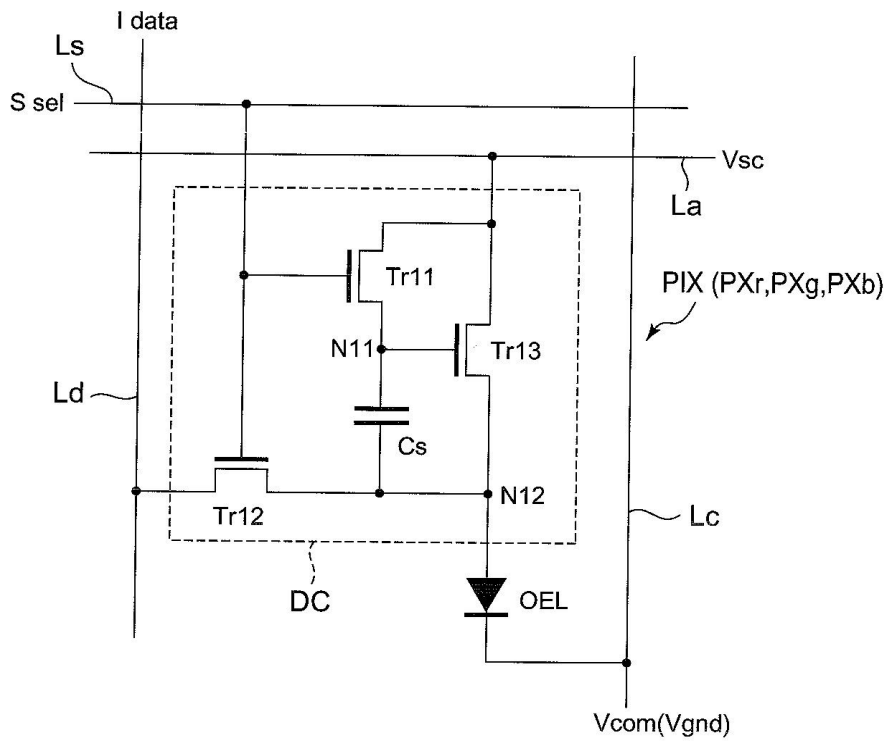 I data
Ls
S sel
Vsc
La
Tr11
PIX (PXr,PXg,PXb)
N11
Tr13
Ld
Cs
N12
Tr12
Lc
DC
OEL
Vcom(Vgnd)